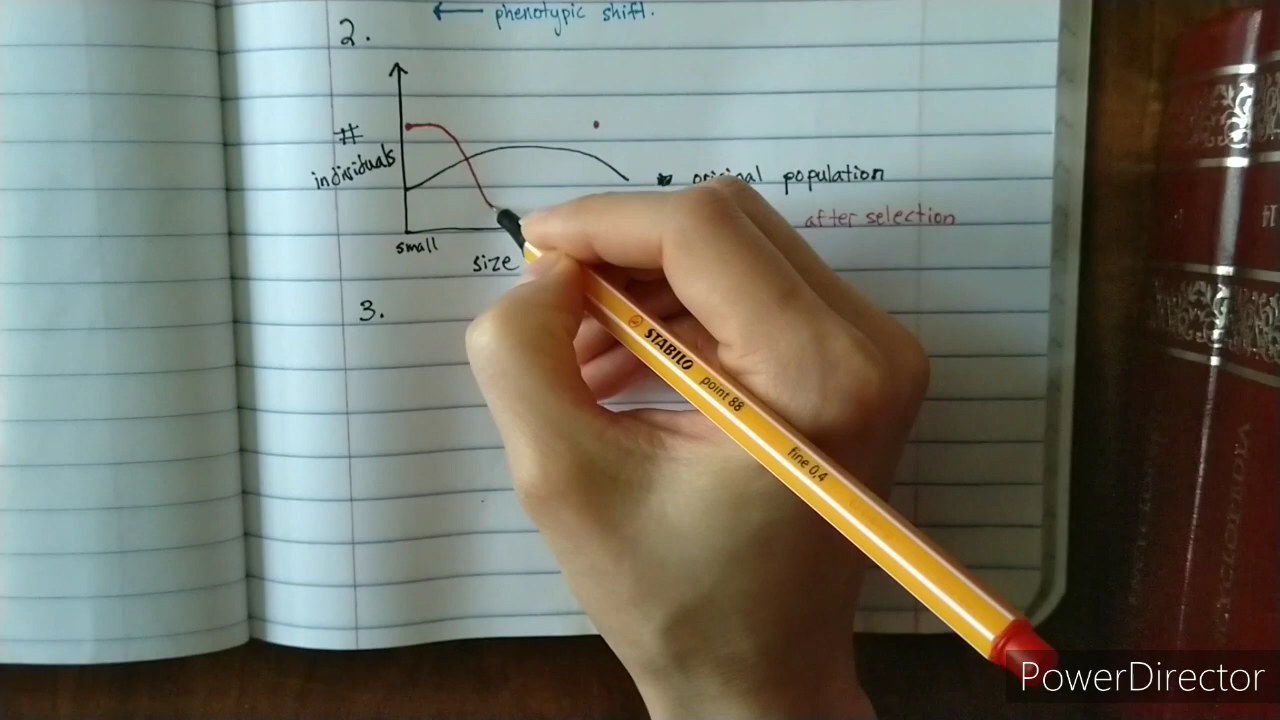 ← phenotypic shift.
2.
# individuals
original population
after selection
small
size
3.
STABILO point 88 fine 0,4
PowerDirector